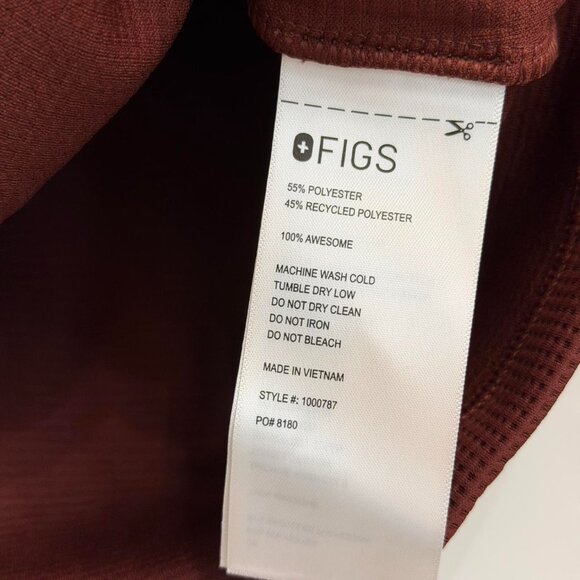 FIGS
55% POLYESTER
45% RECYCLED POLYESTER
100% AWESOME
MACHINE WASH COLD
TUMBLE DRY LOW
DO NOT DRY CLEAN
DO NOT IRON
DO NOT BLEACH
MADE IN VIETNAM
STYLE #: 1000787
PO# 8180